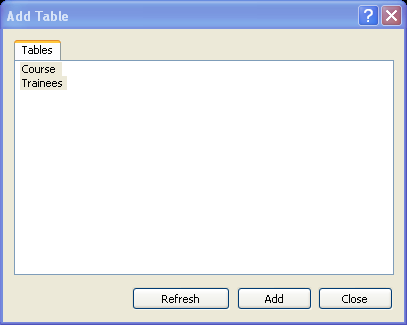 Add Table
Tables
Course
Trainees
Refresh
Add
Close